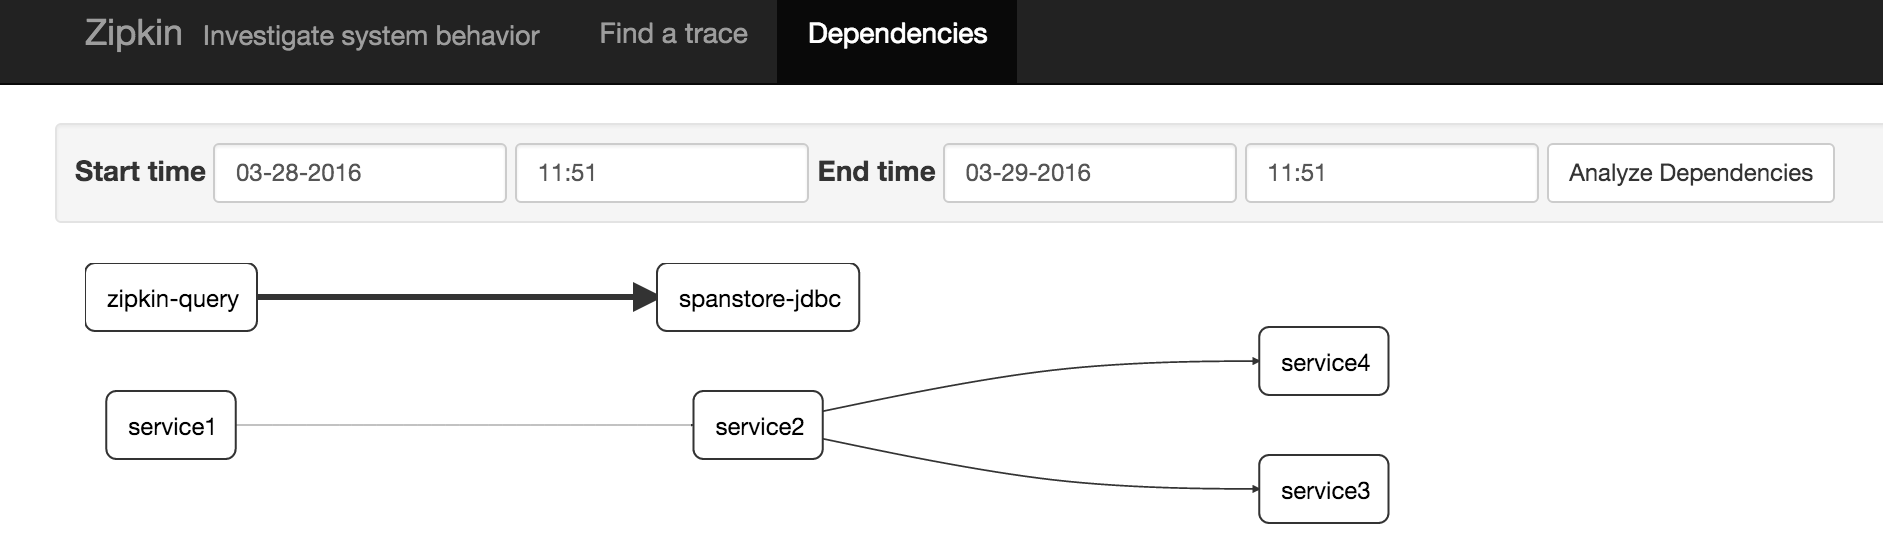 Zipkin Investigate system behavior Find a trace Dependencies
Start time 03-28-2016 11:51 End time 03-29-2016 11:51 Analyze Dependencies
zipkin-query spanstore-jdbc
service4
service1 service2
service3